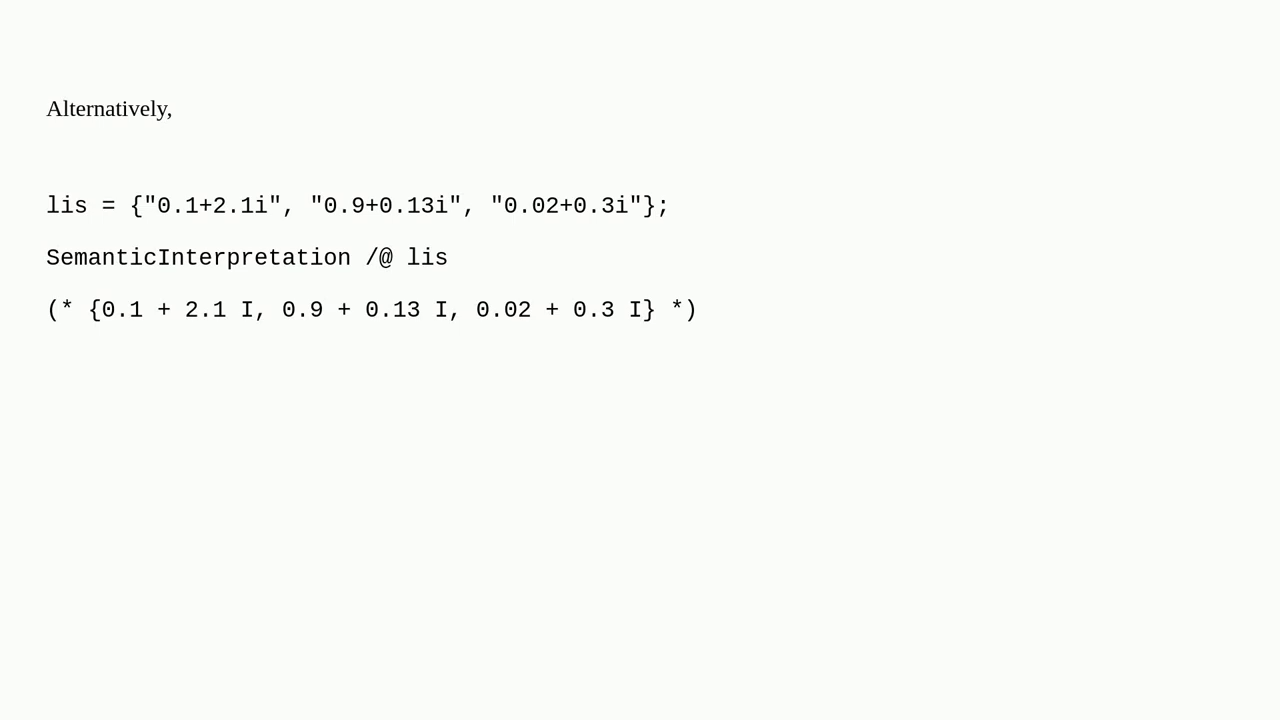 Alternatively,
lis = {"0.1+2.1i", "0.9+0.13i", "0.02+0.3i"};
SemanticInterpretation /@ lis
(* {0.1 + 2.1 I, 0.9 + 0.13 I, 0.02 + 0.3 I} *)